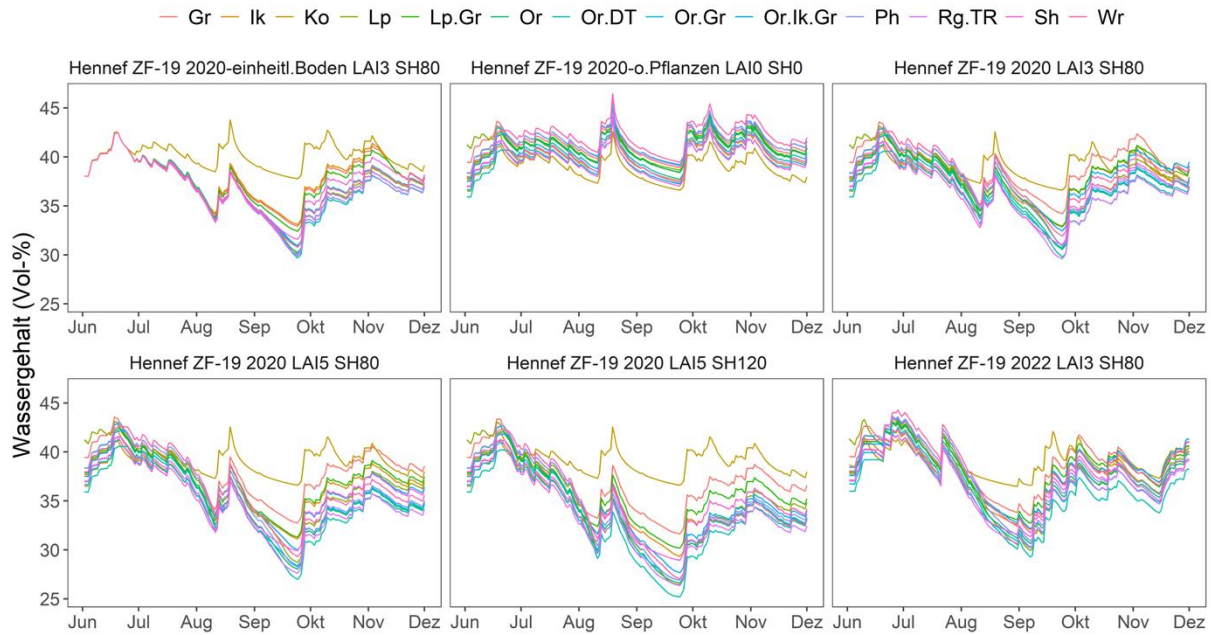 Gr Ik Ko Lp Lp.Gr Or Or.DT Or.Gr Or.Ik.Gr Ph Rg.TR Sh Wr
Hennef ZF-19 2020-einheitl.Boden LAI3 SH80
Hennef ZF-19 2020-o.Pflanzen LAI0 SH0
Hennef ZF-19 2020 LAI3 SH80
Wassergehalt (Vol-%)
45
40
35
30
25
Jun Jul Aug Sep Okt Nov Dez
Jun Jul Aug Sep Okt Nov Dez
Jun Jul Aug Sep Okt Nov Dez
Hennef ZF-19 2020 LAI5 SH80
Hennef ZF-19 2020 LAI5 SH120
Hennef ZF-19 2022 LAI3 SH80
45
40
35
30
25
Jun Jul Aug Sep Okt Nov Dez
Jun Jul Aug Sep Okt Nov Dez
Jun Jul Aug Sep Okt Nov Dez